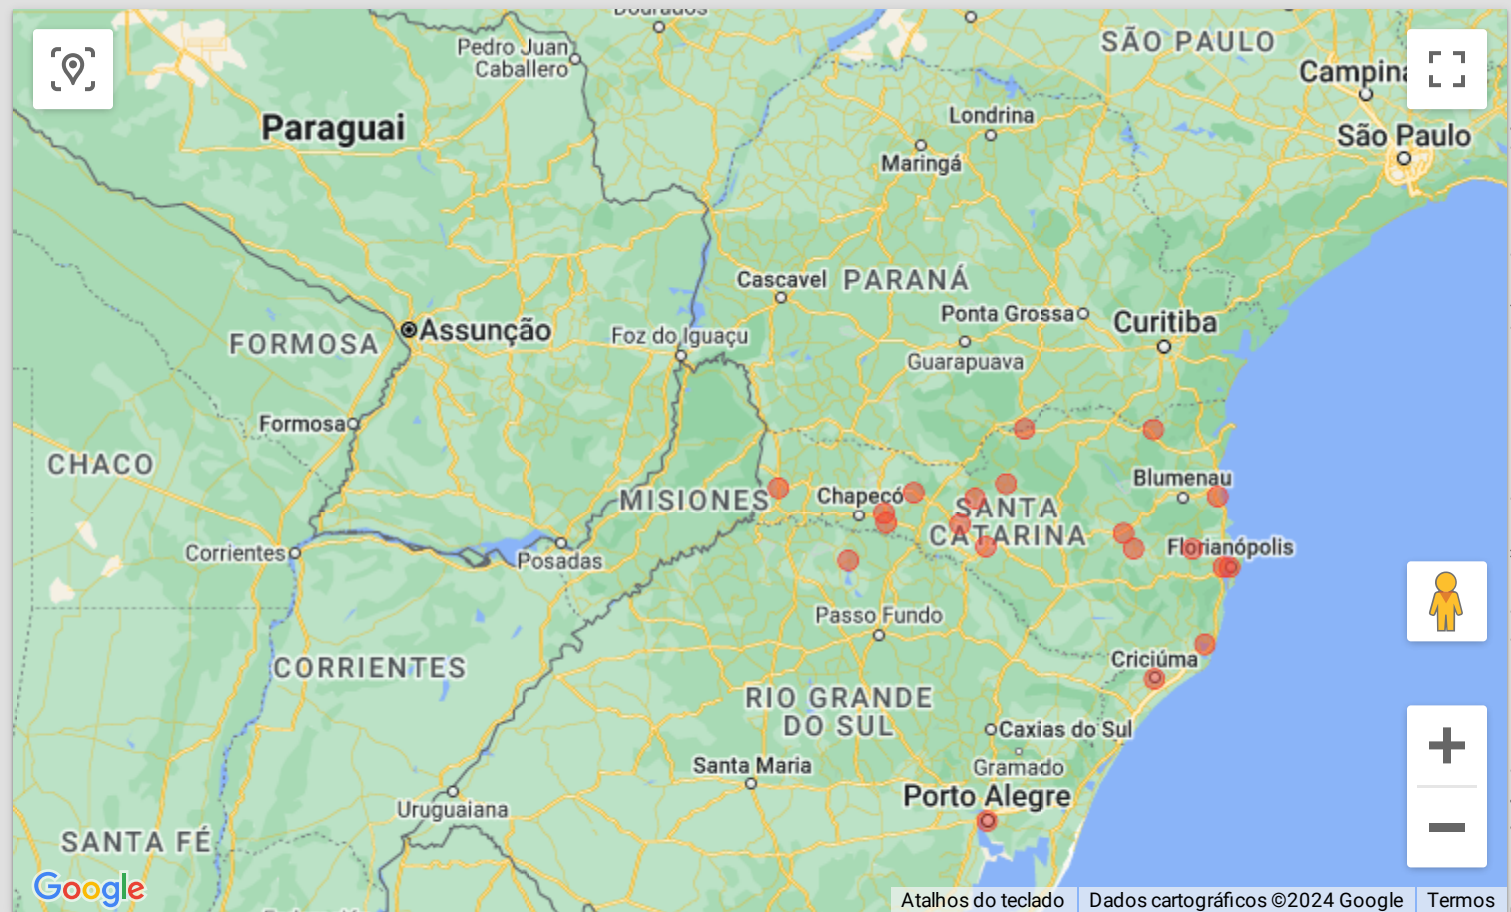 Dourados
Pedro Juan
Caballero
SÃO PAULO
Campina
Paraguai
Londrina
São Paulo
Maringá
Cascavel
PARANÁ
Ponta Grossa
Curitiba
Assunção
FORMOSA
Foz do Iguaçu
Guarapuava
Formosa
CHACO
Blumenau
MISIONES
Chapecó
SANTA
CATARINA
Corrientes
Posadas
Florianópolis
Passo Fundo
CORRIENTES
Criciúma
RIO GRANDE
DO SUL
Caxias do Sul
Santa Maria
Gramado
Porto Alegre
Uruguaiana
SANTA FÉ
Google
Atalhos do teclado
Dados cartográficos ©2024 Google
Termos